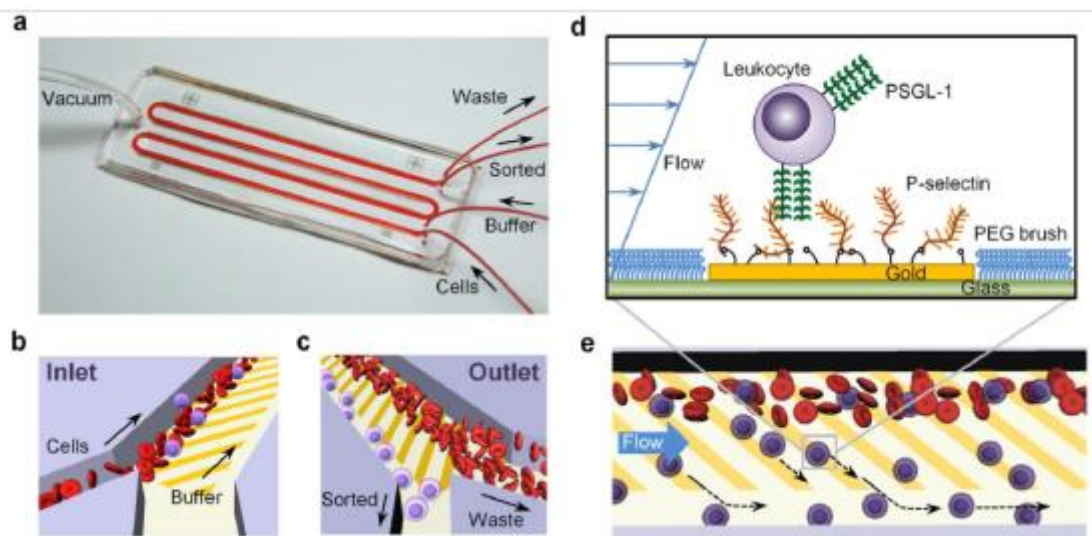 a
Vacuum
Waste
Sorted
Buffer
Cells
b
Inlet
Cells
Buffer
c
Outlet
Sorted
Waste
d
Leukocyte
PSGL-1
Flow
P-selectin
PEG brush
Gold
Glass
e
Flow